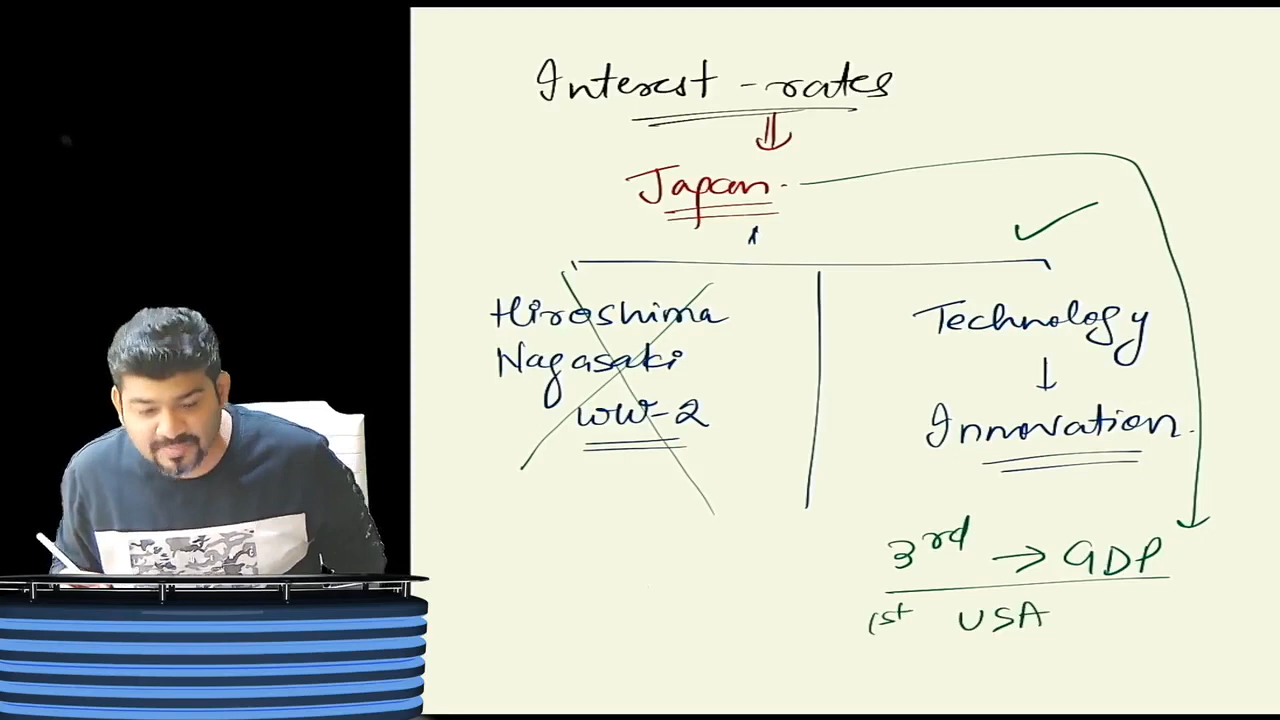 Interest - rates
Japan
Hiroshima
Nagasaki
WW-2
Technology
Innovation
3rd → GDP
1st USA